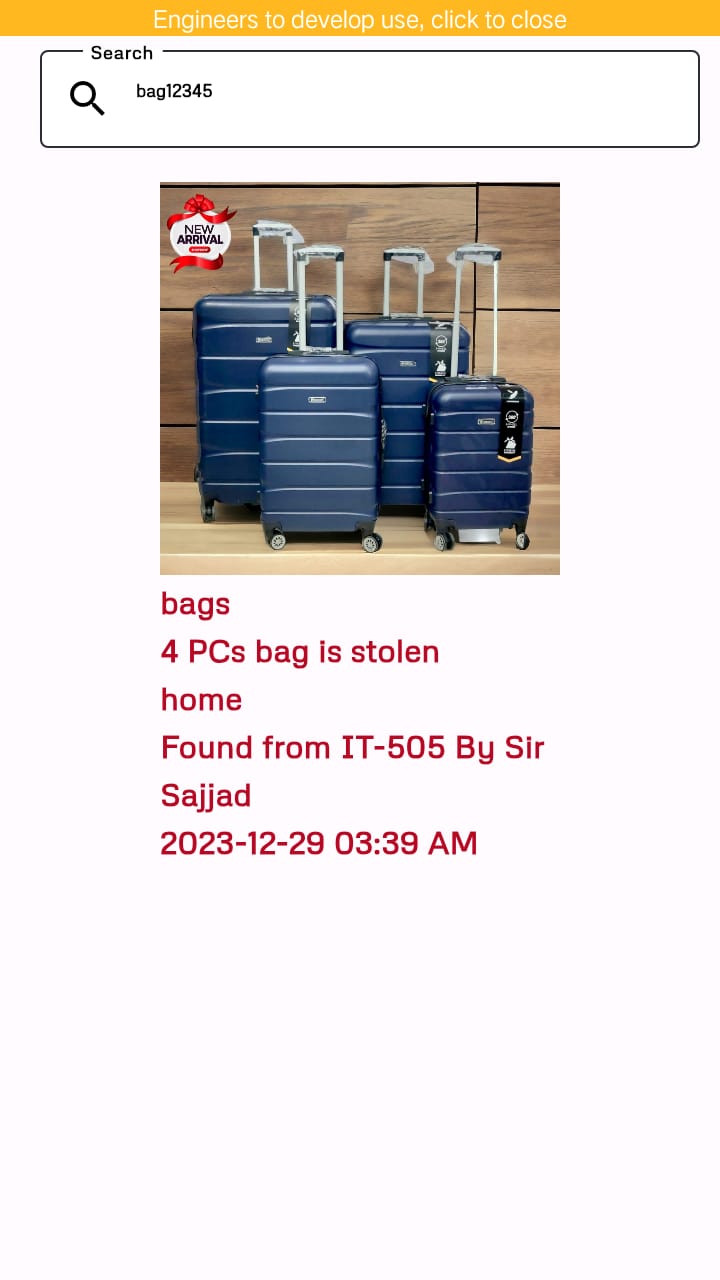 Engineers to develop use, click to close
Search
bag12345
NEW
ARRIVAL
bags
4 PCs bag is stolen
home
Found from IT-505 By Sir
Sajjad
2023-12-29 03:39 AM